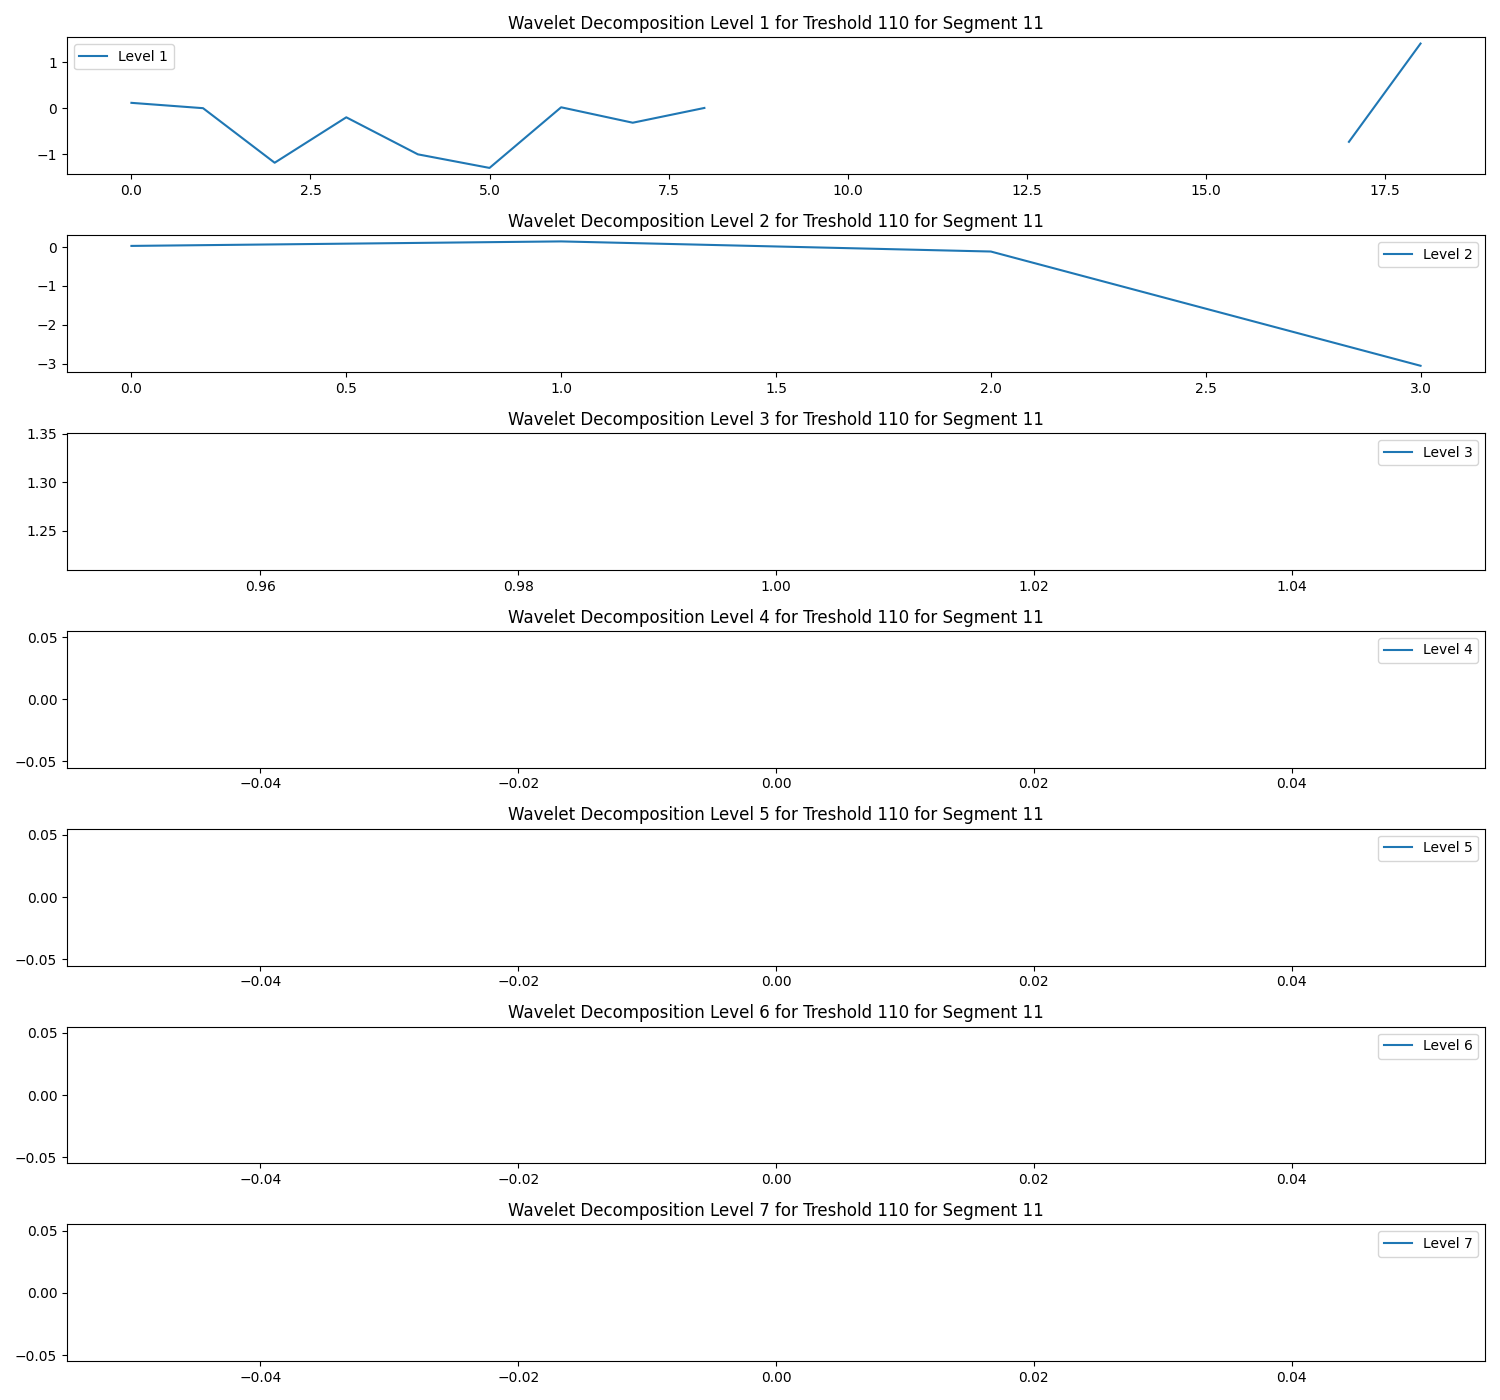 Wavelet Decomposition Level 1 for Treshold 110 for Segment 11
Level 1
1
0
−1
0.0 2.5 5.0 7.5 10.0 12.5 15.0 17.5
Wavelet Decomposition Level 2 for Treshold 110 for Segment 11
Level 2
0
−1
−2
−3
0.0 0.5 1.0 1.5 2.0 2.5 3.0
Wavelet Decomposition Level 3 for Treshold 110 for Segment 11
1.35
Level 3
1.30
1.25
0.96 0.98 1.00 1.02 1.04
Wavelet Decomposition Level 4 for Treshold 110 for Segment 11
0.05
Level 4
0.00
−0.05
−0.04 −0.02 0.00 0.02 0.04
Wavelet Decomposition Level 5 for Treshold 110 for Segment 11
0.05
Level 5
0.00
−0.05
−0.04 −0.02 0.00 0.02 0.04
Wavelet Decomposition Level 6 for Treshold 110 for Segment 11
0.05
Level 6
0.00
−0.05
−0.04 −0.02 0.00 0.02 0.04
Wavelet Decomposition Level 7 for Treshold 110 for Segment 11
0.05
Level 7
0.00
−0.05
−0.04 −0.02 0.00 0.02 0.04